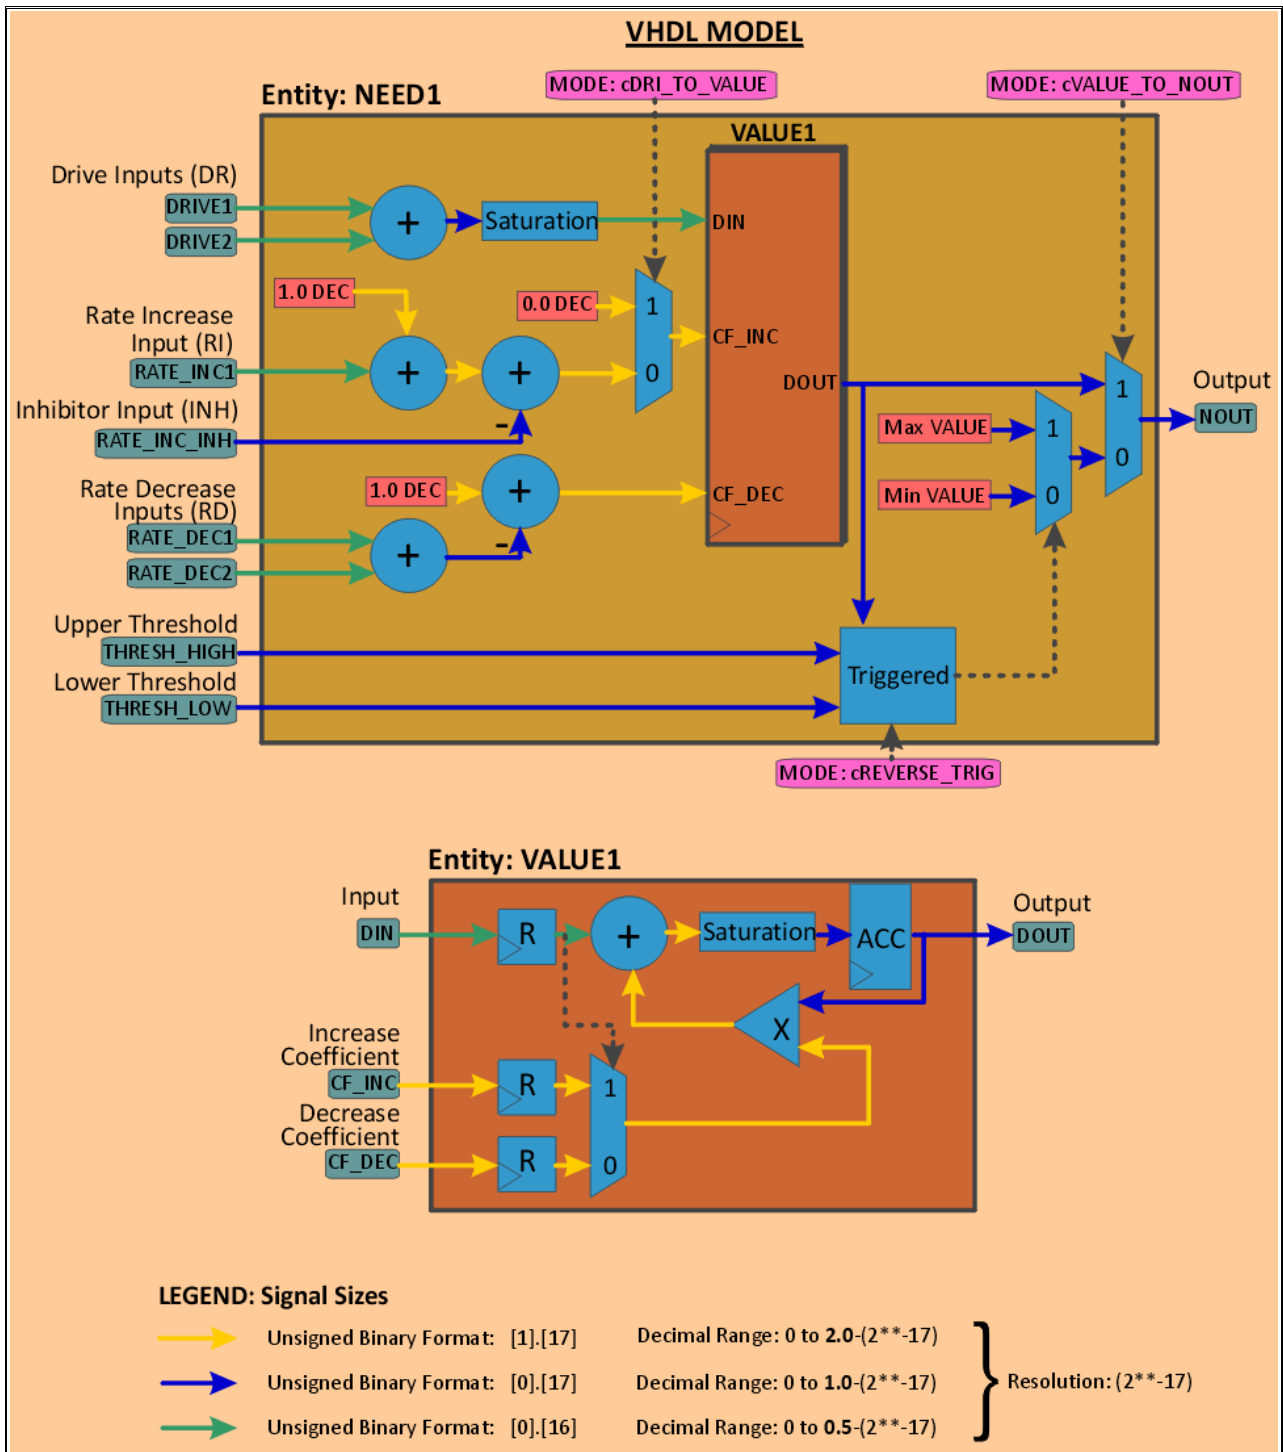 VHDL MODEL
MODE: cDRI_TO_VALUE
MODE: cVALUE_TO_NOUT
Entity: NEED1
VALUE1
Drive Inputs (DR)
DRIVE1
DRIVE2
+
Saturation
DIN
1.0 DEC
0.0 DEC
1
Rate Increase
Input (RI)
RATE_INC1
+
+
0
CF_INC
DOUT
1
Output
NOUT
Inhibitor Input (INH)
RATE_INC_INH
-
Max VALUE
1
0
Rate Decrease
Inputs (RD)
1.0 DEC
+
CF_DEC
Min VALUE
0
RATE_DEC1
RATE_DEC2
+
-
Upper Threshold
THRESH_HIGH
Lower Threshold
THRESH_LOW
Triggered
MODE: cREVERSE_TRIG
Entity: VALUE1
Input
DIN
R
+
Saturation
ACC
Output
DOUT
X
Increase
Coefficient
CF_INC
R
1
Decrease
Coefficient
CF_DEC
R
0
LEGEND: Signal Sizes
Unsigned Binary Format: [1].[17] Decimal Range: 0 to 2.0-(2**-17)
Unsigned Binary Format: [0].[17] Decimal Range: 0 to 1.0-(2**-17) Resolution: (2**-17)
Unsigned Binary Format: [0].[16] Decimal Range: 0 to 0.5-(2**-17)